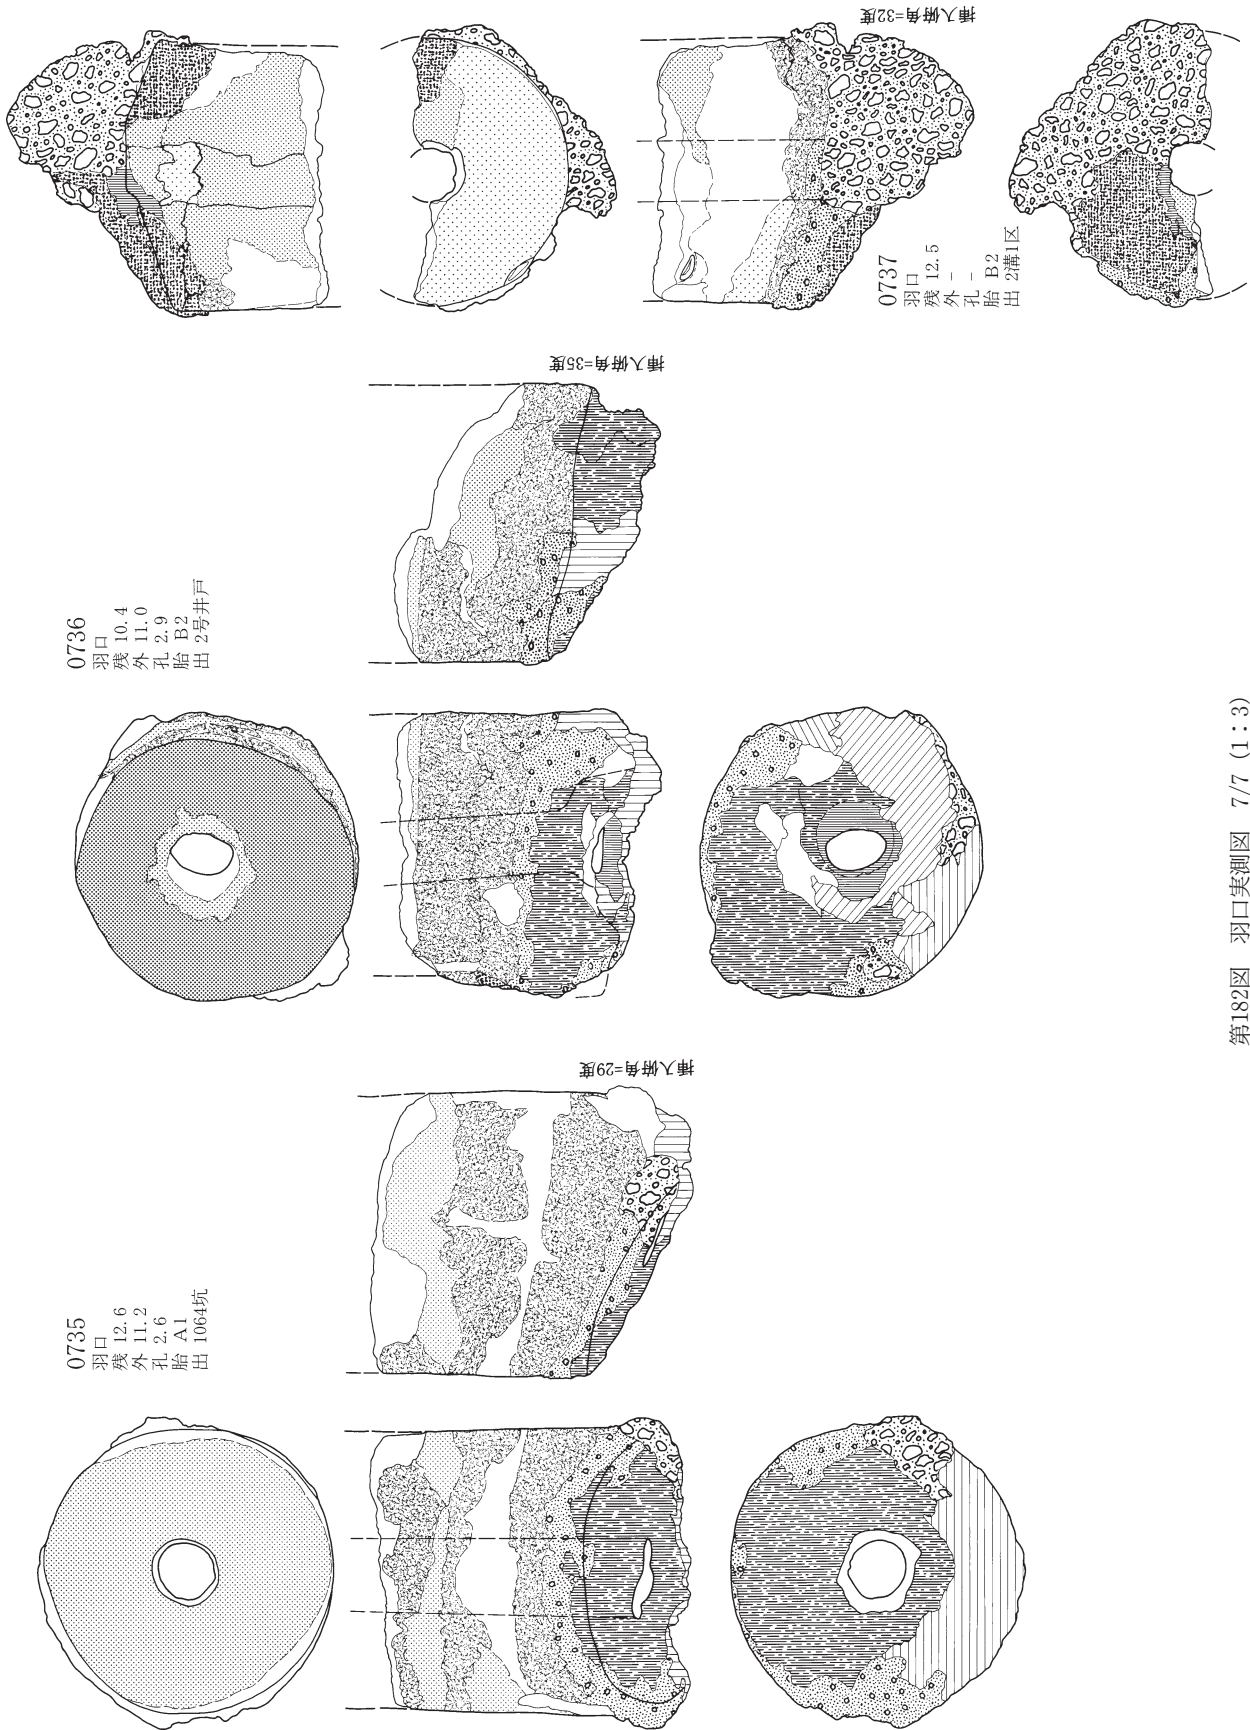 0735
羽口
残 12.6
外 11.2
孔 2.6
胎 A1
出 1064坑
挿入俯角=29度
0736
羽口
残 10.4
外 11.0
孔 2.9
胎 B2
出 2号井戸
挿入俯角=35度
0737
羽口
残 12.5
外 -
孔 -
胎 B2
出 2溝1区
挿入俯角=32度
第182図 羽口実測図 7/7 (1:3)